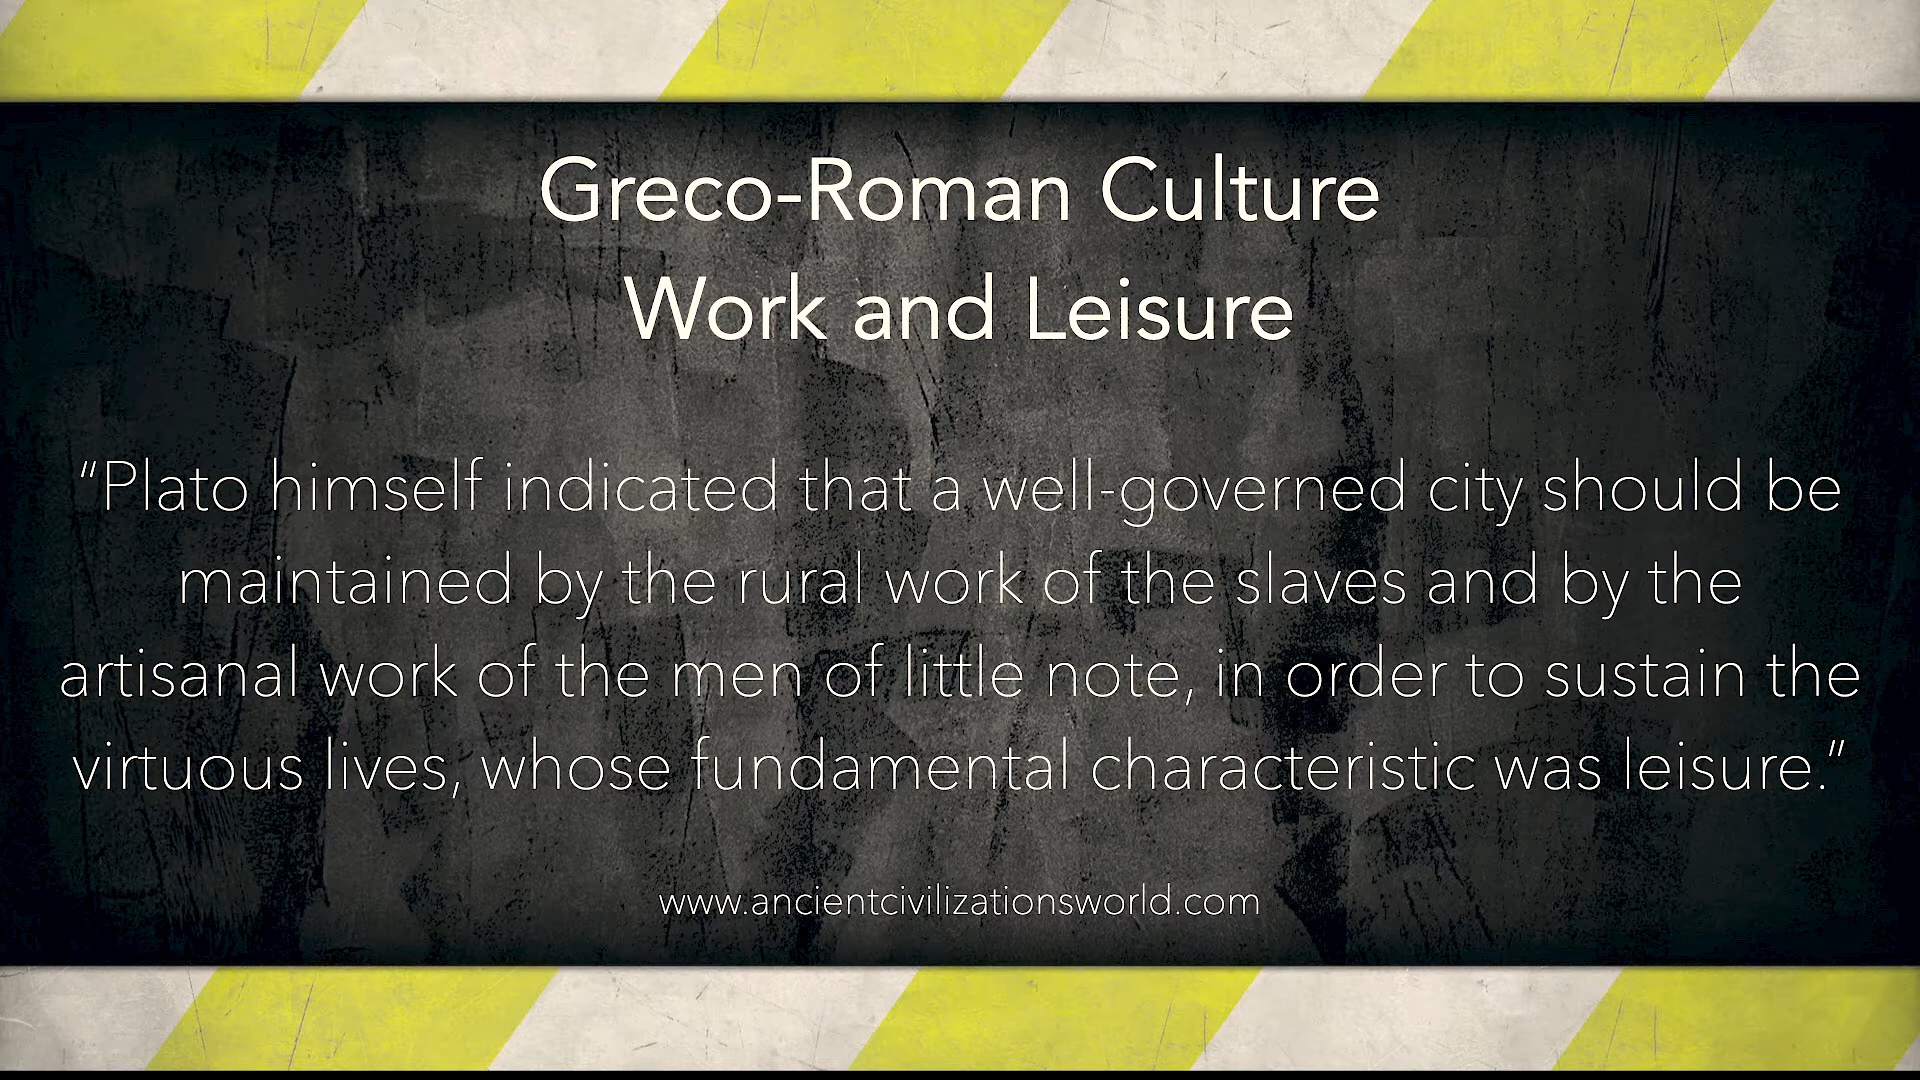 Greco-Roman Culture
Work and Leisure
“Plato himself indicated that a well-governed city should be
maintained by the rural work of the slaves and by the
artisanal work of the men of little note, in order to sustain the
virtuous lives, whose fundamental characteristic was leisure.”
www.ancientcivilizationsworld.com